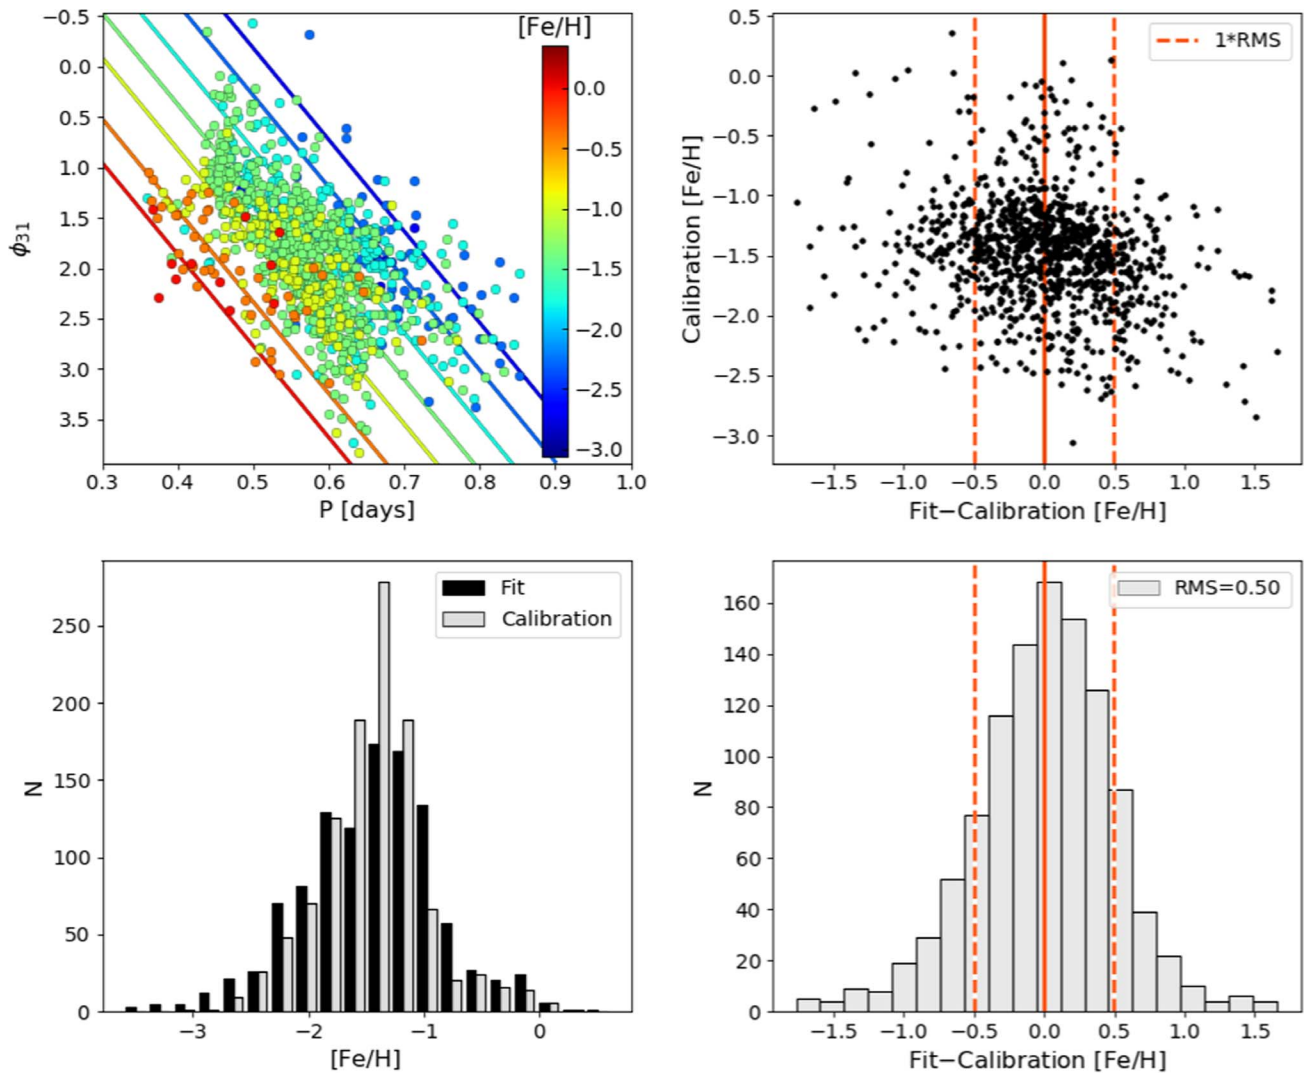 [Fe/H]
−0.5
0.0
0.5
1.0
1.5
2.0
2.5
3.0
3.5
ϕ31
0.3 0.4 0.5 0.6 0.7 0.8 0.9 1.0
P [days]
0.0
−0.5
−1.0
−1.5
−2.0
−2.5
−3.0
1*RMS
0.5
0.0
−0.5
−1.0
−1.5
−2.0
−2.5
−3.0
Calibration [Fe/H]
−1.5 −1.0 −0.5 0.0 0.5 1.0 1.5
Fit−Calibration [Fe/H]
Fit
Calibration
250
200
150
100
50
0
N
−3 −2 −1 0
[Fe/H]
RMS=0.50
160
140
120
100
80
60
40
20
0
N
−1.5 −1.0 −0.5 0.0 0.5 1.0 1.5
Fit−Calibration [Fe/H]